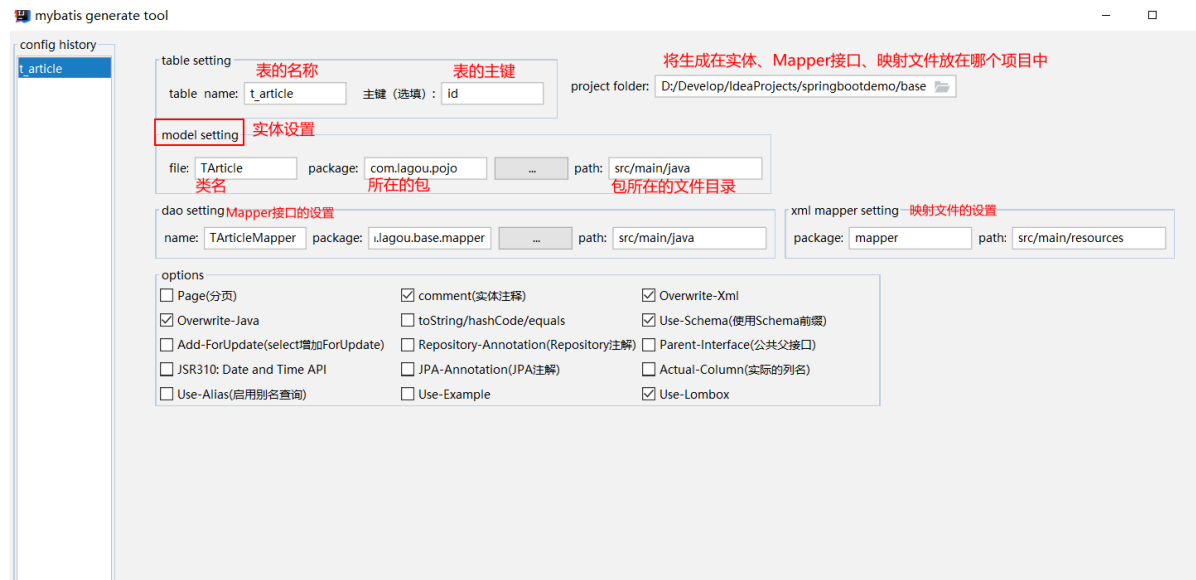 mybatis generate tool
config history
t_article
table setting
表的名称
表的主键
table name: t_article 主键（选填）: id
将生成在实体、Mapper接口、映射文件放在哪个项目中
project folder: D:/Develop/IdeaProjects/springbootdemo/base
model setting 实体设置
file: TArticle package: com.lagou.pojo ... path: src/main/java
类名 所在的包 包所在的文件目录
dao setting Mapper接口的设置
name: TArticleMapper package: ı.lagou.base.mapper ... path: src/main/java
xml mapper setting 映射文件的设置
package: mapper path: src/main/resources
options
Page(分页) comment(实体注释) Overwrite-Xml
Overwrite-Java toString/hashCode/equals Use-Schema(使用Schema前缀)
Add-ForUpdate(select增加ForUpdate) Repository-Annotation(Repository注解) Parent-Interface(公共父接口)
JSR310: Date and Time API JPA-Annotation(JPA注解) Actual-Column(实际的列名)
Use-Alias(启用别名查询) Use-Example Use-Lombox